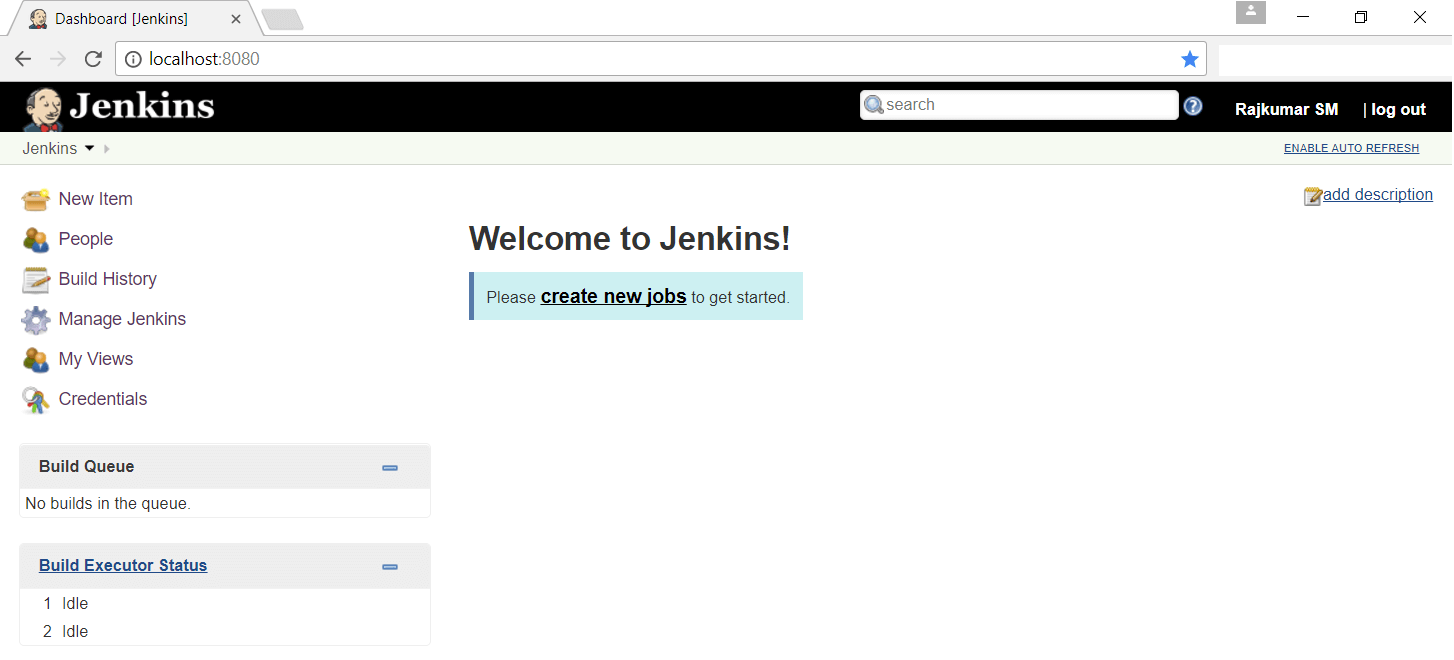 Dashboard [Jenkins]
localhost:8080
Jenkins
search
Rajkumar SM | log out
Jenkins
ENABLE AUTO REFRESH
New Item
People
Build History
Manage Jenkins
My Views
Credentials
add description
Welcome to Jenkins!
Please create new jobs to get started.
Build Queue
No builds in the queue.
Build Executor Status
1 Idle
2 Idle